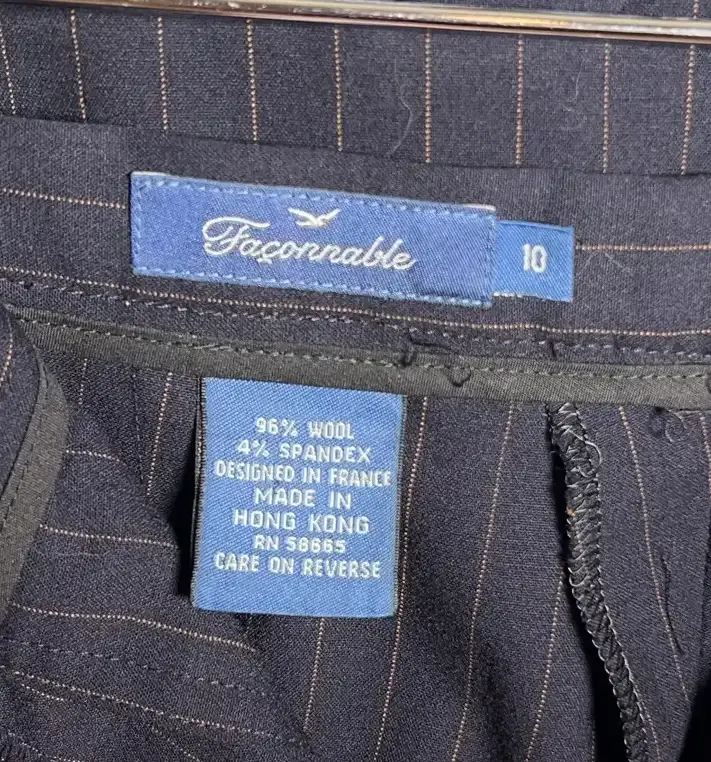 Façonnable
10
96% WOOL
4% SPANDEX
DESIGNED IN FRANCE
MADE IN
HONG KONG
RN 58665
CARE ON REVERSE